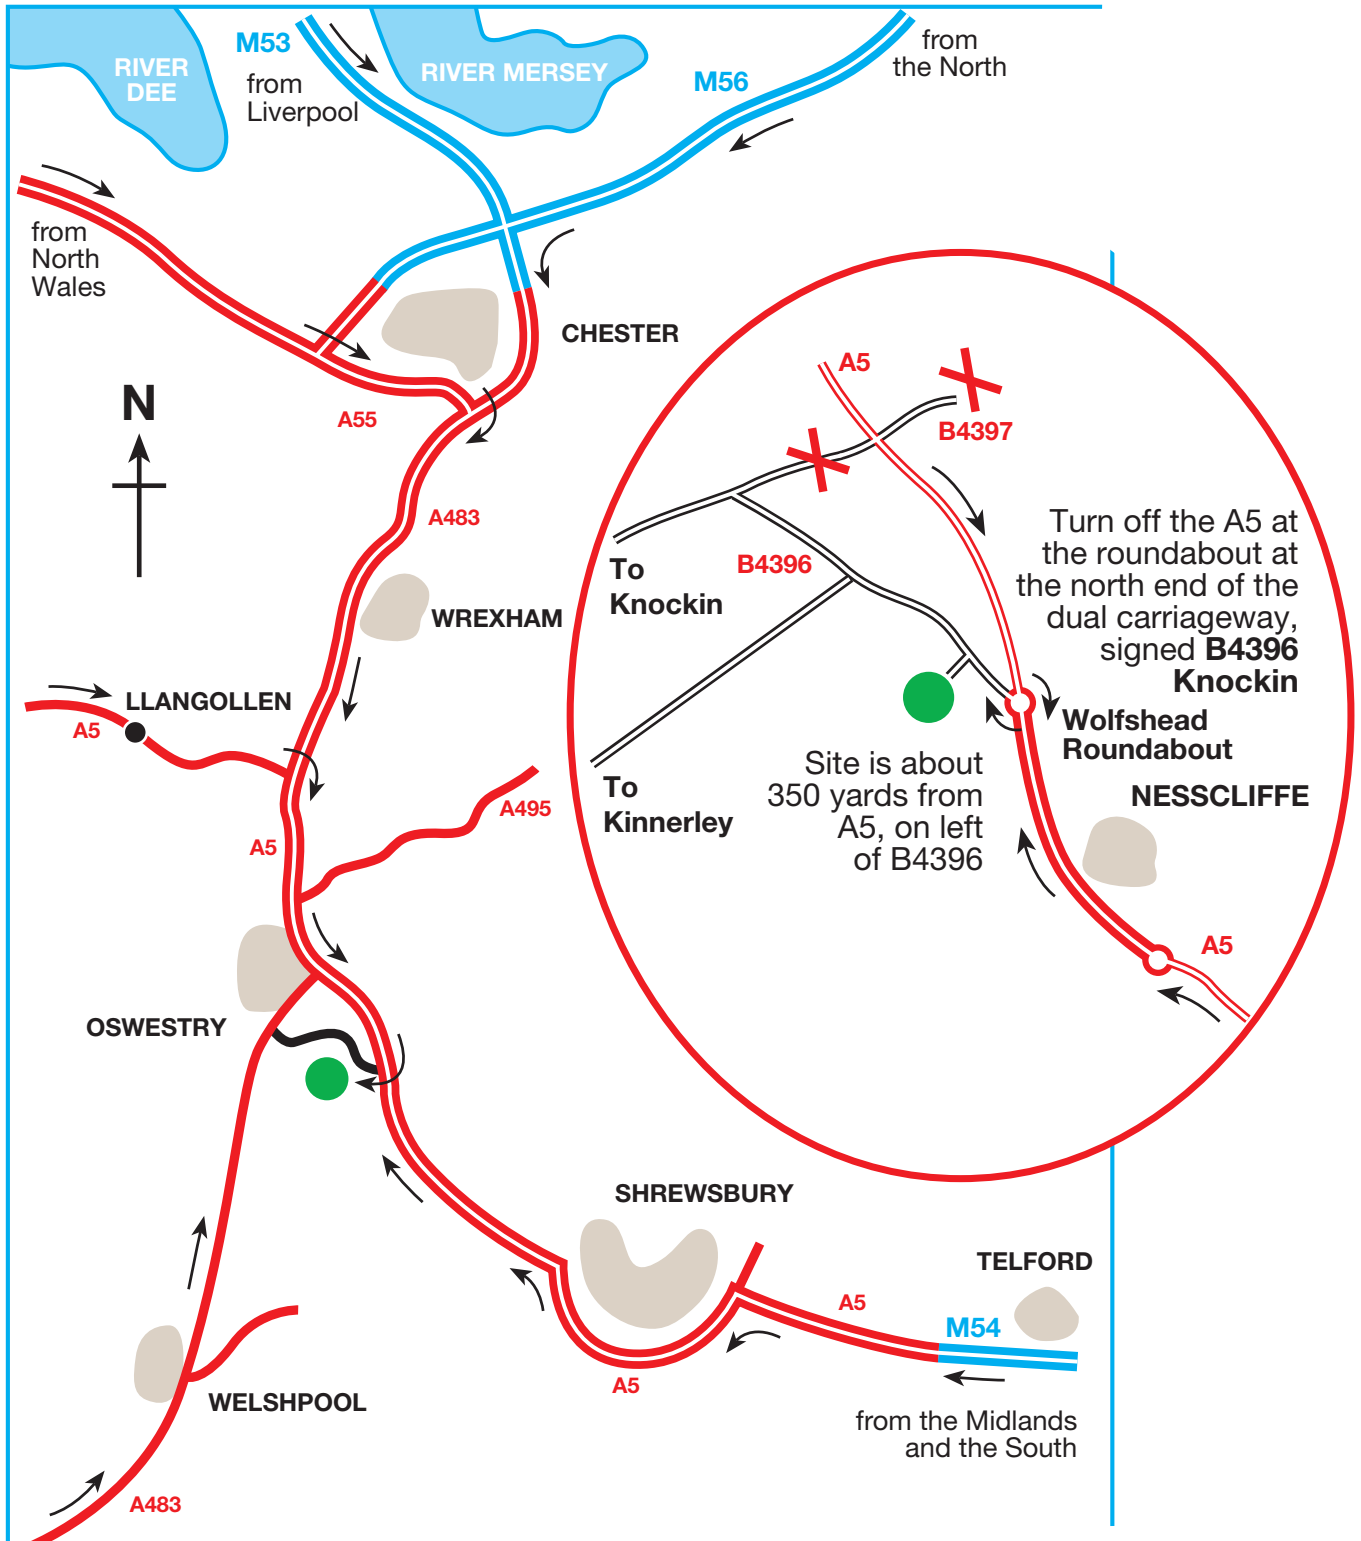 M53
from
Liverpool
RIVER
DEE
RIVER MERSEY
M56
from
the North
from
North
Wales
CHESTER
N
A55
A483
WREXHAM
LLANGOLLEN
A5
A495
A5
OSWESTRY
A5
B4397
B4396
To
Knockin
Turn off the A5 at
the roundabout at
the north end of the
dual carriageway,
signed B4396
Knockin
Wolfshead
Roundabout
Site is about
350 yards from
A5, on left
of B4396
To
Kinnerley
NESSCLIFFE
A5
SHREWSBURY
TELFORD
A5
M54
A5
WELSHPOOL
from the Midlands
and the South
A483